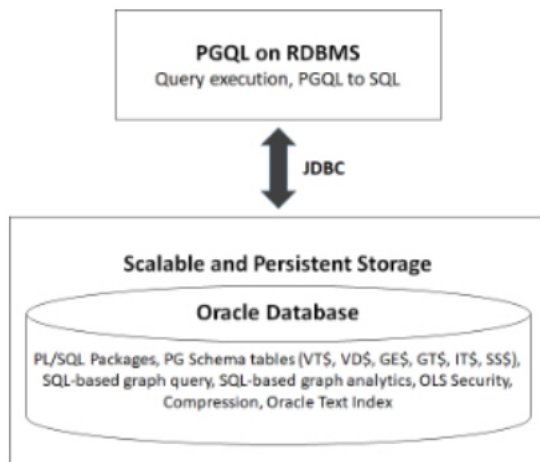 PGQL on RDBMS
Query execution, PGQL to SQL
JDBC
Scalable and Persistent Storage
Oracle Database
PL/SQL Packages, PG Schema tables (VT$, VD$, GE$, GT$, IT$, SS$),
SQL-based graph query, SQL-based graph analytics, OLS Security,
Compression, Oracle Text Index